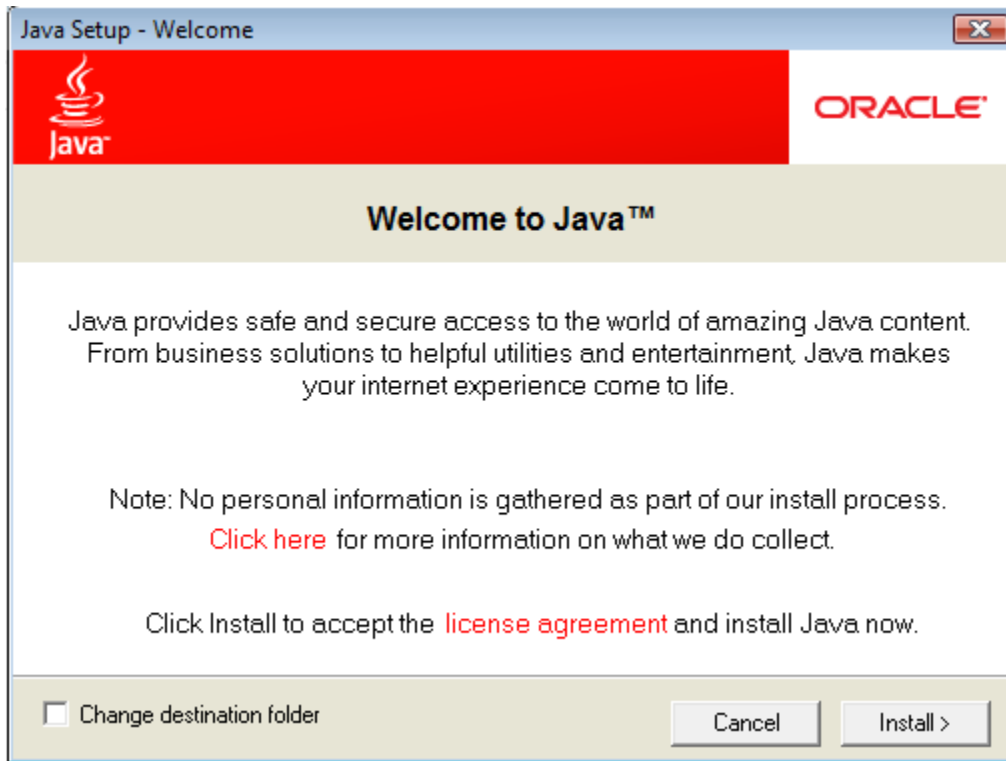 Java Setup - Welcome
Java™
ORACLE®
Welcome to Java™
Java provides safe and secure access to the world of amazing Java content.
From business solutions to helpful utilities and entertainment, Java makes
your internet experience come to life.
Note: No personal information is gathered as part of our install process.
Click here for more information on what we do collect.
Click Install to accept the license agreement and install Java now.
Change destination folder
Cancel
Install >